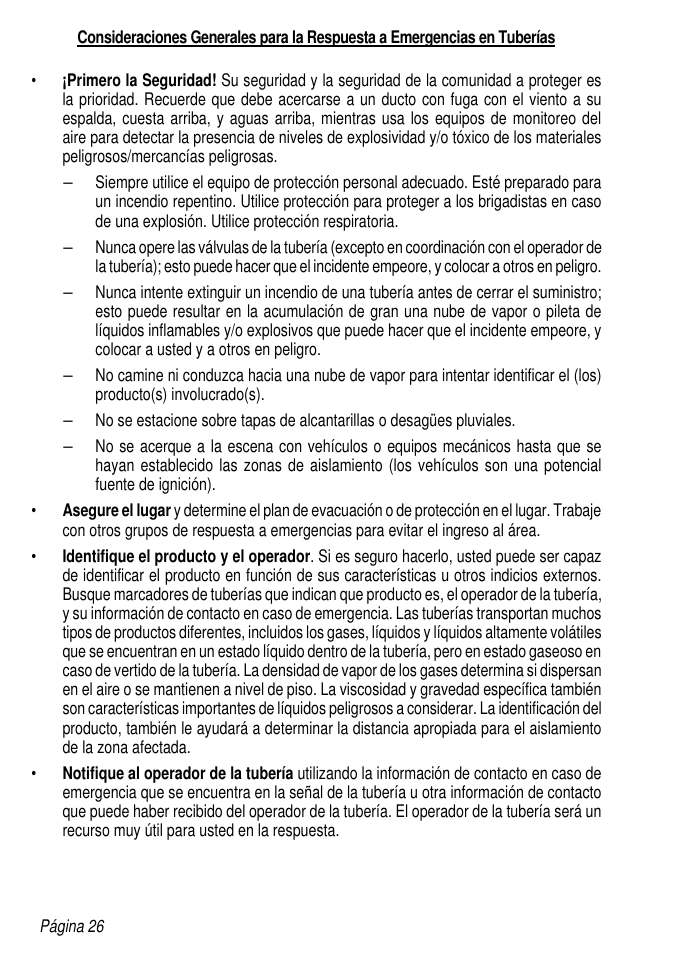 Consideraciones Generales para la Respuesta a Emergencias en Tuberías
• ¡Primero la Seguridad! Su seguridad y la seguridad de la comunidad a proteger es
la prioridad. Recuerde que debe acercarse a un ducto con fuga con el viento a su
espalda, cuesta arriba, y aguas arriba, mientras usa los equipos de monitoreo del
aire para detectar la presencia de niveles de explosividad y/o tóxico de los materiales
peligrosos/mercancías peligrosas.
– Siempre utilice el equipo de protección personal adecuado. Esté preparado para
un incendio repentino. Utilice protección para proteger a los brigadistas en caso
de una explosión. Utilice protección respiratoria.
– Nunca opere las válvulas de la tubería (excepto en coordinación con el operador de
la tubería); esto puede hacer que el incidente empeore, y colocar a otros en peligro.
– Nunca intente extinguir un incendio de una tubería antes de cerrar el suministro;
esto puede resultar en la acumulación de gran una nube de vapor o pileta de
líquidos inflamables y/o explosivos que puede hacer que el incidente empeore, y
colocar a usted y a otros en peligro.
– No camine ni conduzca hacia una nube de vapor para intentar identificar el (los)
producto(s) involucrado(s).
– No se estacione sobre tapas de alcantarillas o desagües pluviales.
– No se acerque a la escena con vehículos o equipos mecánicos hasta que se
hayan establecido las zonas de aislamiento (los vehículos son una potencial
fuente de ignición).
• Asegure el lugar y determine el plan de evacuación o de protección en el lugar. Trabaje
con otros grupos de respuesta a emergencias para evitar el ingreso al área.
• Identifique el producto y el operador. Si es seguro hacerlo, usted puede ser capaz
de identificar el producto en función de sus características u otros indicios externos.
Busque marcadores de tuberías que indican que producto es, el operador de la tubería,
y su información de contacto en caso de emergencia. Las tuberías transportan muchos
tipos de productos diferentes, incluidos los gases, líquidos y líquidos altamente volátiles
que se encuentran en un estado líquido dentro de la tubería, pero en estado gaseoso en
caso de vertido de la tubería. La densidad de vapor de los gases determina si dispersan
en el aire o se mantienen a nivel de piso. La viscosidad y gravedad específica también
son características importantes de líquidos peligrosos a considerar. La identificación del
producto, también le ayudará a determinar la distancia apropiada para el aislamiento
de la zona afectada.
• Notifique al operador de la tubería utilizando la información de contacto en caso de
emergencia que se encuentra en la señal de la tubería u otra información de contacto
que puede haber recibido del operador de la tubería. El operador de la tubería será un
recurso muy útil para usted en la respuesta.
Página 26